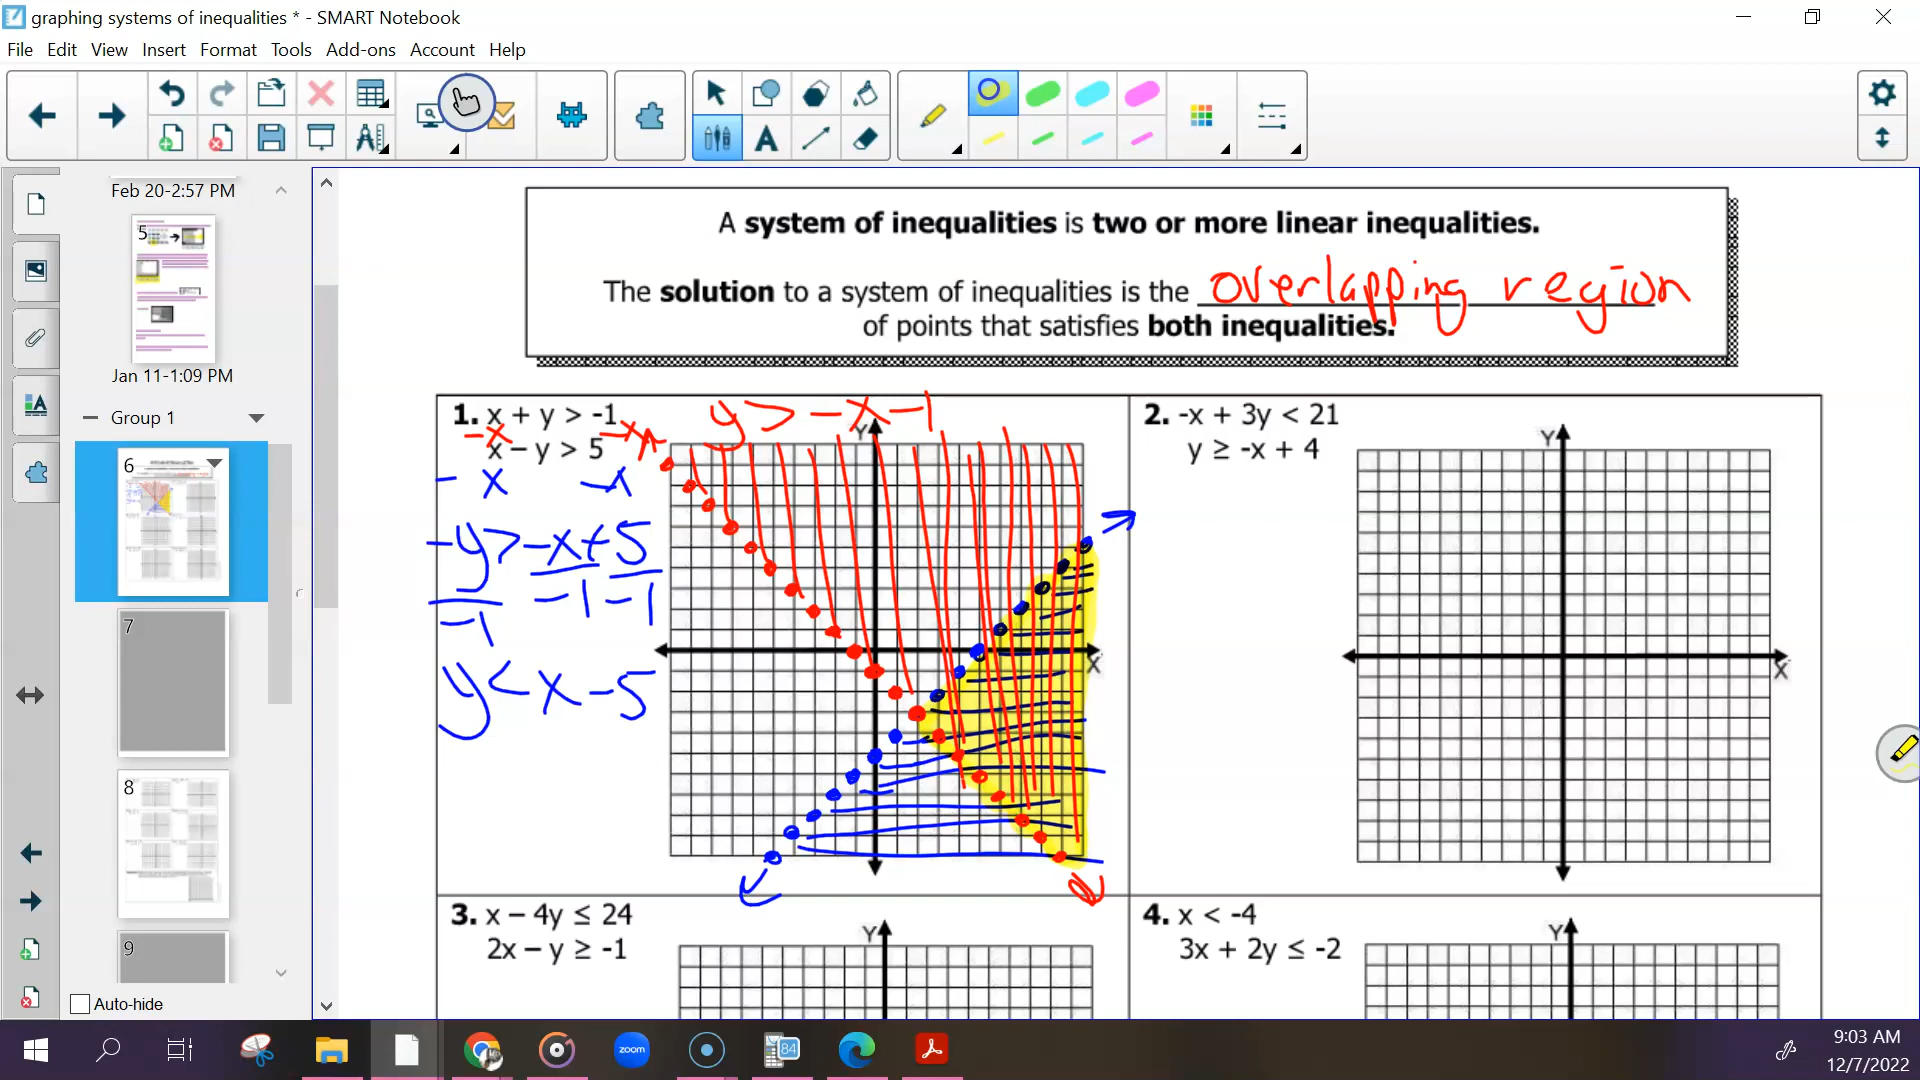 graphing systems of inequalities * - SMART Notebook
File Edit View Insert Format Tools Add-ons Account Help
Feb 20-2:57 PM
5
Jan 11-1:09 PM
Group 1
6
7
8
9
Auto-hide
A system of inequalities is two or more linear inequalities.
The solution to a system of inequalities is the overlapping region
of points that satisfies both inequalities.
1. x + y > -1
-x -x
x – y > 5
y > -x -1
- x -x
-y > -x + 5
-1 -1 -1
y < x - 5
Y
X
2. -x + 3y < 21
y ≥ -x + 4
Y
X
3. x – 4y ≤ 24
2x – y ≥ -1
Y
4. x < -4
3x + 2y ≤ -2
Y
zoom
84
9:03 AM
12/7/2022